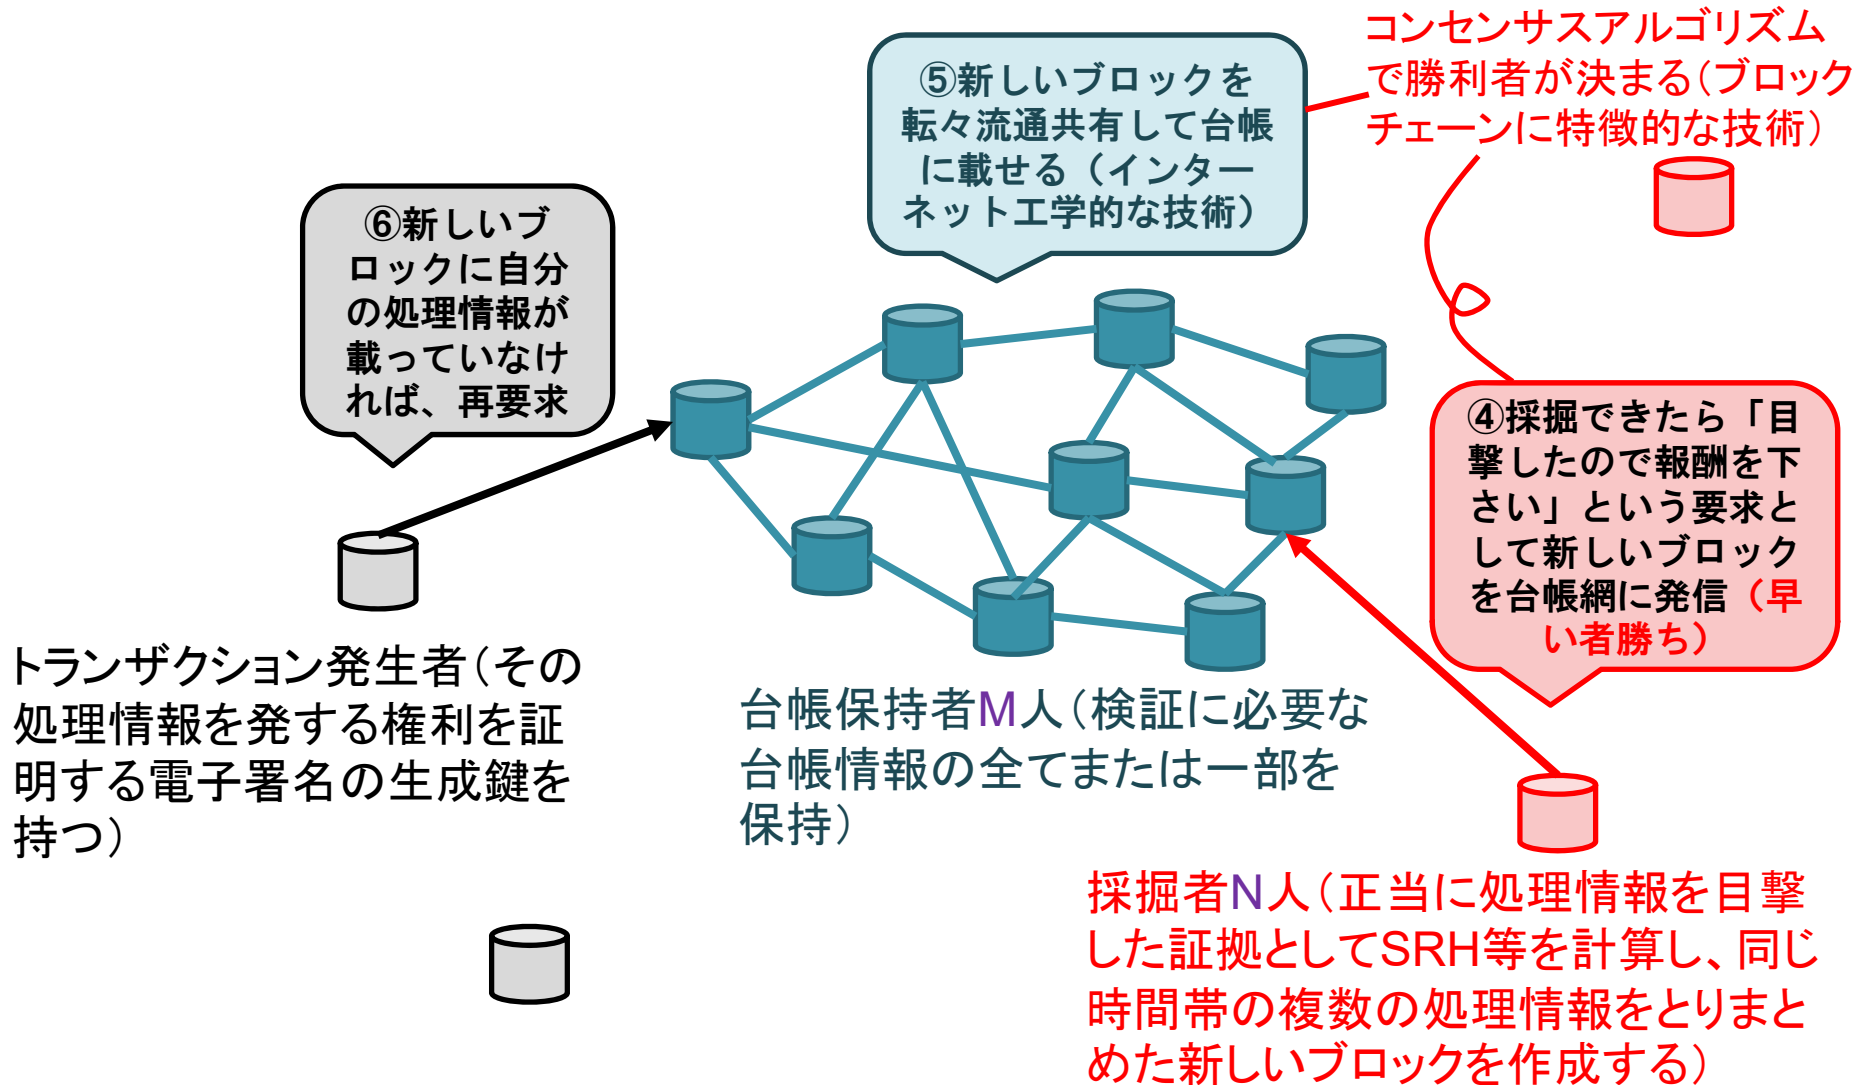 コンセンサスアルゴリズム
で勝利者が決まる(ブロック
チェーンに特徴的な技術)
⑤新しいブロックを
転々流通共有して台帳
に載せる（インター
ネット工学的な技術）
⑥新しいブ
ロックに自分
の処理情報が
載っていなけ
れば、再要求
④採掘できたら「目
撃したので報酬を下
さい」という要求と
して新しいブロック
を台帳網に発信（早
い者勝ち）
トランザクション発生者(その
処理情報を発する権利を証
明する電子署名の生成鍵を
持つ)
台帳保持者M人(検証に必要な
台帳情報の全てまたは一部を
保持)
採掘者N人(正当に処理情報を目撃
した証拠としてSRH等を計算し、同じ
時間帯の複数の処理情報をとりまと
めた新しいブロックを作成する)